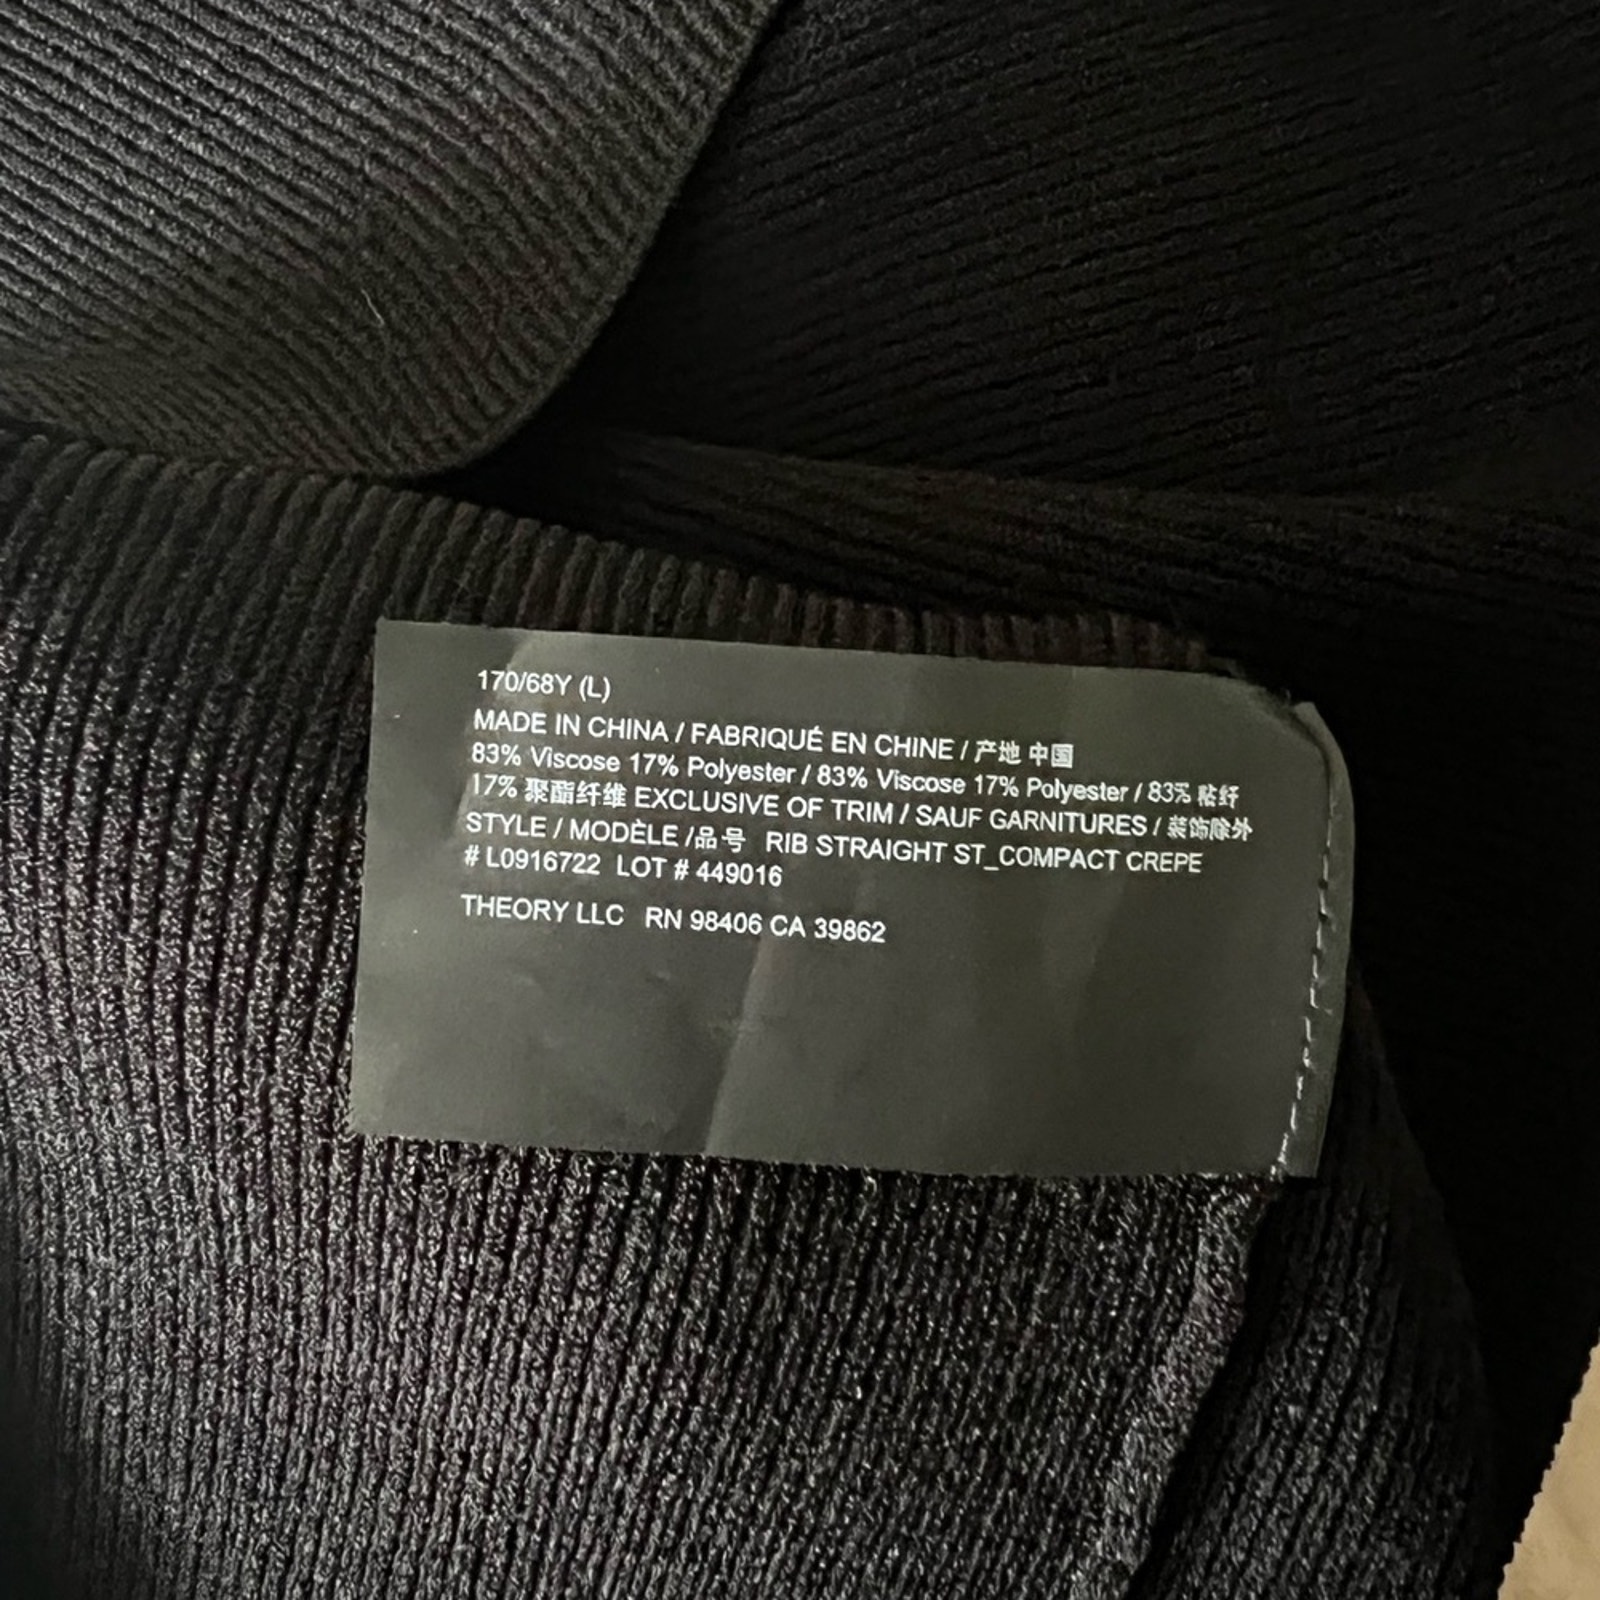 170/68Y (L)
MADE IN CHINA / FABRIQUÉ EN CHINE / 产地 中国
83% Viscose 17% Polyester / 83% Viscose 17% Polyester / 83% 粘纤
17% 聚酯纤维 EXCLUSIVE OF TRIM / SAUF GARNITURES / 装饰除外
STYLE / MODÈLE /品号 RIB STRAIGHT ST_COMPACT CREPE
# L0916722 LOT # 449016
THEORY LLC RN 98406 CA 39862